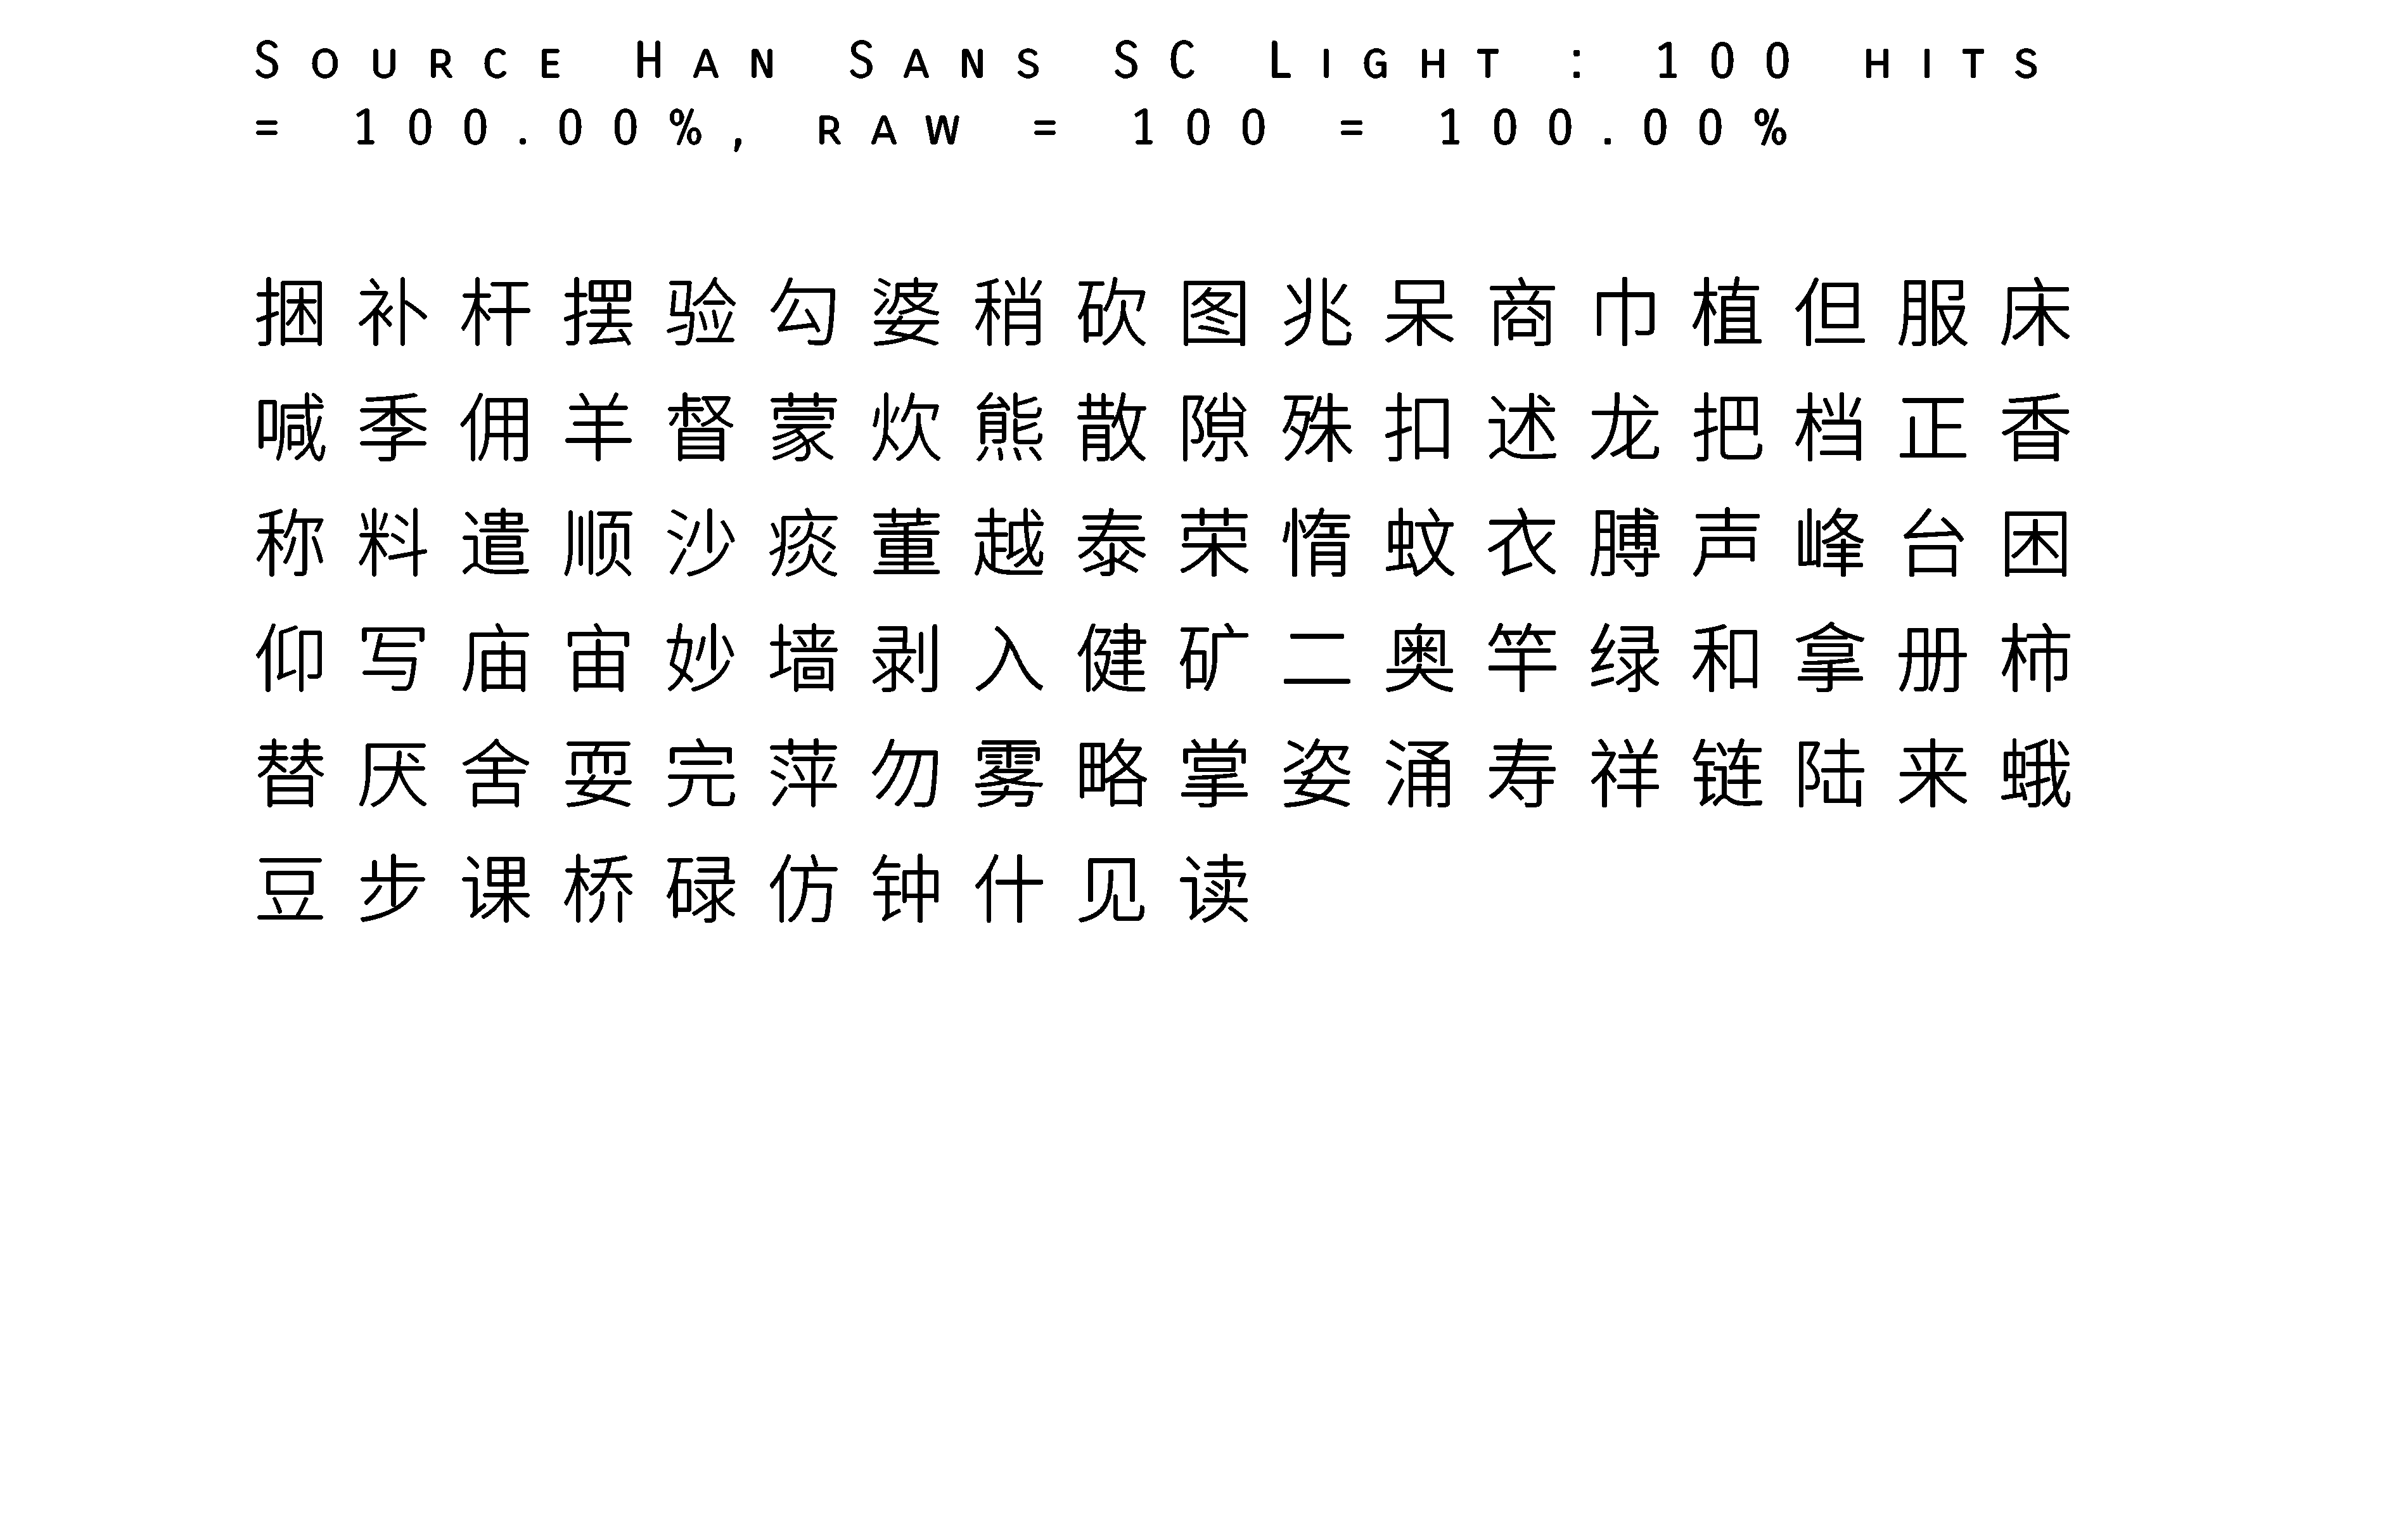 Source Han Sans SC Light : 100 hits
= 100.00%, raw = 100 = 100.00%
捆补杆摆验勾婆稍砍图兆呆商巾植但服床
喊季佣羊督蒙炊熊散隙殊扣述龙把档正香
称料遣顺沙痰董越泰荣惰蚊衣膊声峰台困
仰写庙宙妙墙剥入健矿二奥竿绿和拿册柿
替厌舍耍完萍勿雾略掌姿涌寿祥链陆来蛾
豆步课桥碌仿钟什见读